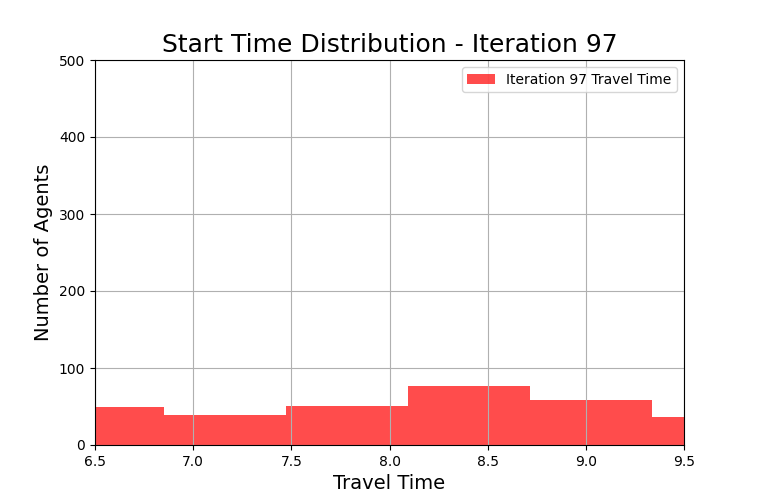 Start Time Distribution - Iteration 97
Iteration 97 Travel Time
Number of Agents
500
400
300
200
100
0
6.5 7.0 7.5 8.0 8.5 9.0 9.5
Travel Time